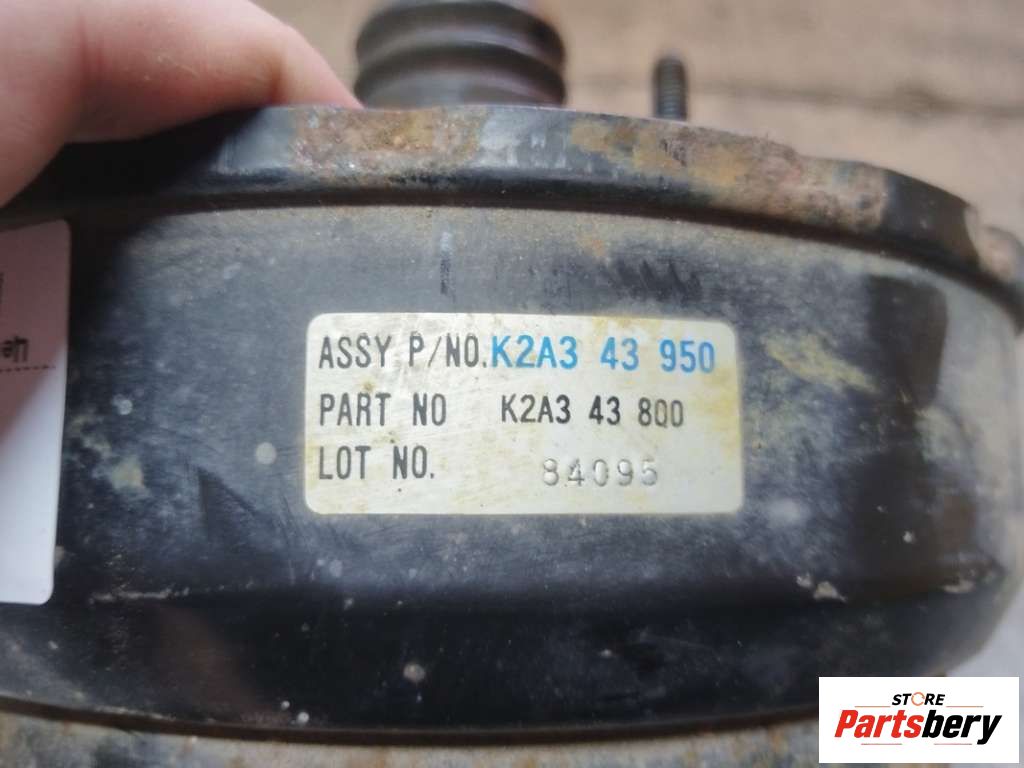 ASSY P/NO. K2A3 43 950
PART NO K2A3 43 800
LOT NO. 84095
STORE
Partsbery